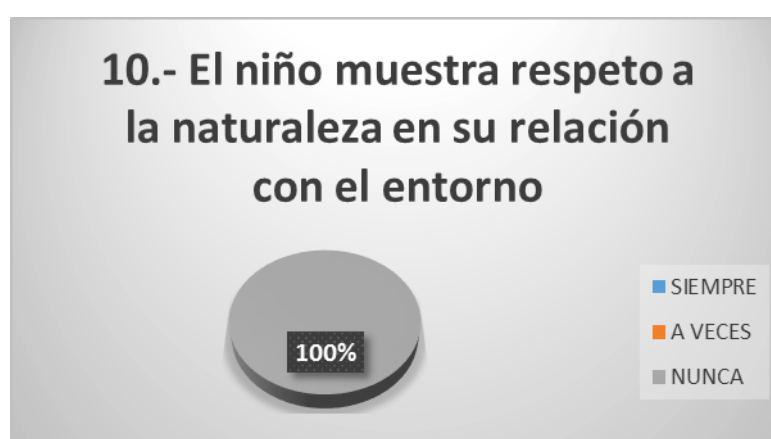 10.- El niño muestra respeto a
la naturaleza en su relación
con el entorno
100%
SIEMPRE
A VECES
NUNCA